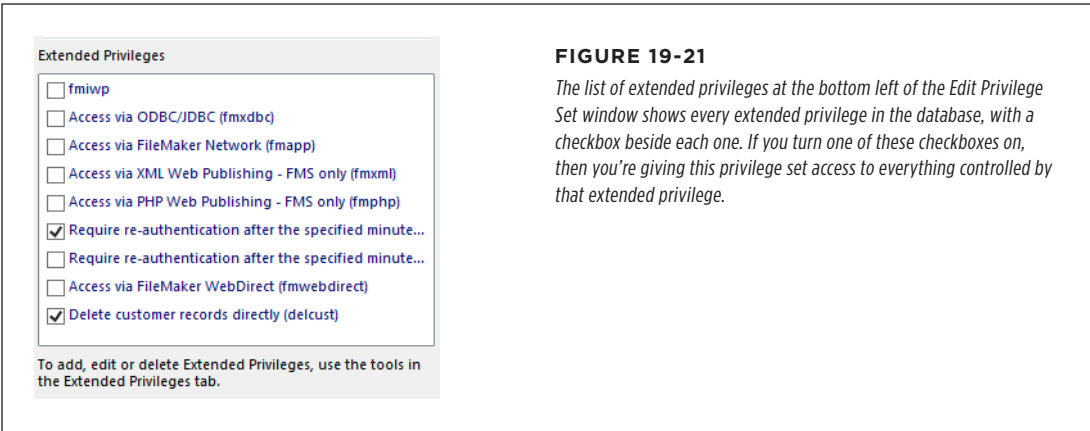 Extended Privileges
fmiwp
Access via ODBC/JDBC (fmxdbc)
Access via FileMaker Network (fmapp)
Access via XML Web Publishing - FMS only (fmxml)
Access via PHP Web Publishing - FMS only (fmphp)
Require re-authentication after the specified minute...
Require re-authentication after the specified minute...
Access via FileMaker WebDirect (fmwebdirect)
Delete customer records directly (delcust)
To add, edit or delete Extended Privileges, use the tools in
the Extended Privileges tab.
FIGURE 19-21
The list of extended privileges at the bottom left of the Edit Privilege
Set window shows every extended privilege in the database, with a
checkbox beside each one. If you turn one of these checkboxes on,
then you're giving this privilege set access to everything controlled by
that extended privilege.